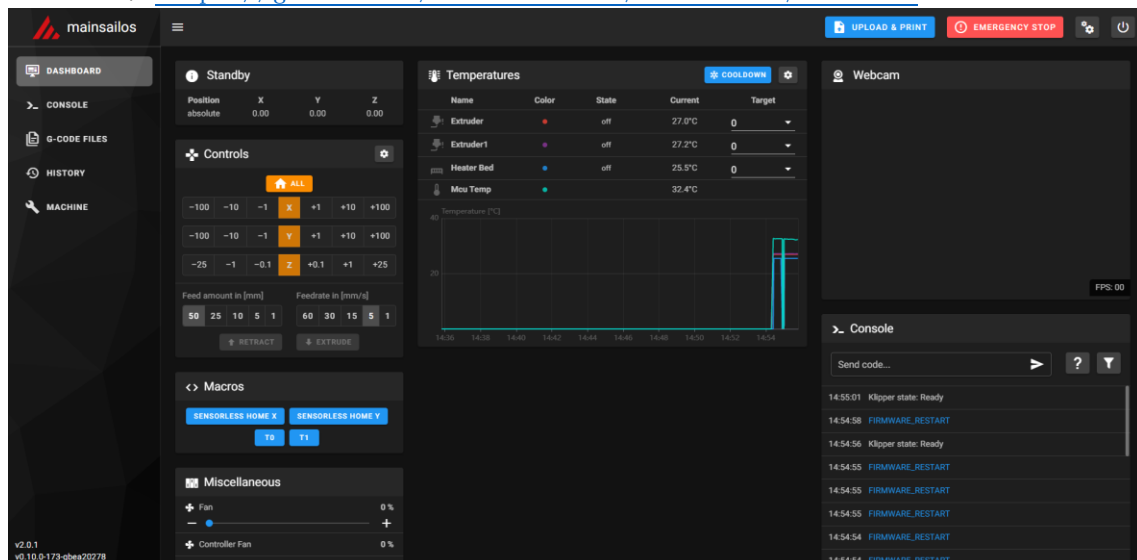 mainsailos
UPLOAD & PRINT
EMERGENCY STOP
DASHBOARD
CONSOLE
G-CODE FILES
HISTORY
MACHINE
v2.0.1
v0.10.0-173-gbea20278
Standby
Position X Y Z
absolute 0.00 0.00 0.00
Controls
ALL
-100 -10 -1 X +1 +10 +100
-100 -10 -1 Y +1 +10 +100
-25 -1 -0.1 Z +0.1 +1 +25
Feed amount in [mm] Feedrate in [mm/s]
50 25 10 5 1 60 30 15 5 1
RETRACT EXTRUDE
<> Macros
SENSORLESS HOME X SENSORLESS HOME Y
T0 T1
Miscellaneous
Fan 0 %
Controller Fan 0 %
Temperatures
COOLDOWN
Name Color State Current Target
Extruder off 27.0°C 0
Extruder1 off 27.2°C 0
Heater Bed off 25.5°C 0
Mcu Temp 32.4°C
Temperature [°C]
40
20
14:36 14:38 14:40 14:42 14:44 14:46 14:48 14:50 14:52 14:54
Webcam
FPS: 00
>_ Console
Send code...
?
14:55:01 Klipper state: Ready
14:54:58 FIRMWARE_RESTART
14:54:56 Klipper state: Ready
14:54:55 FIRMWARE_RESTART
14:54:55 FIRMWARE_RESTART
14:54:55 FIRMWARE_RESTART
14:54:54 FIRMWARE_RESTART
14:54:54 FIRMWARE_RESTART